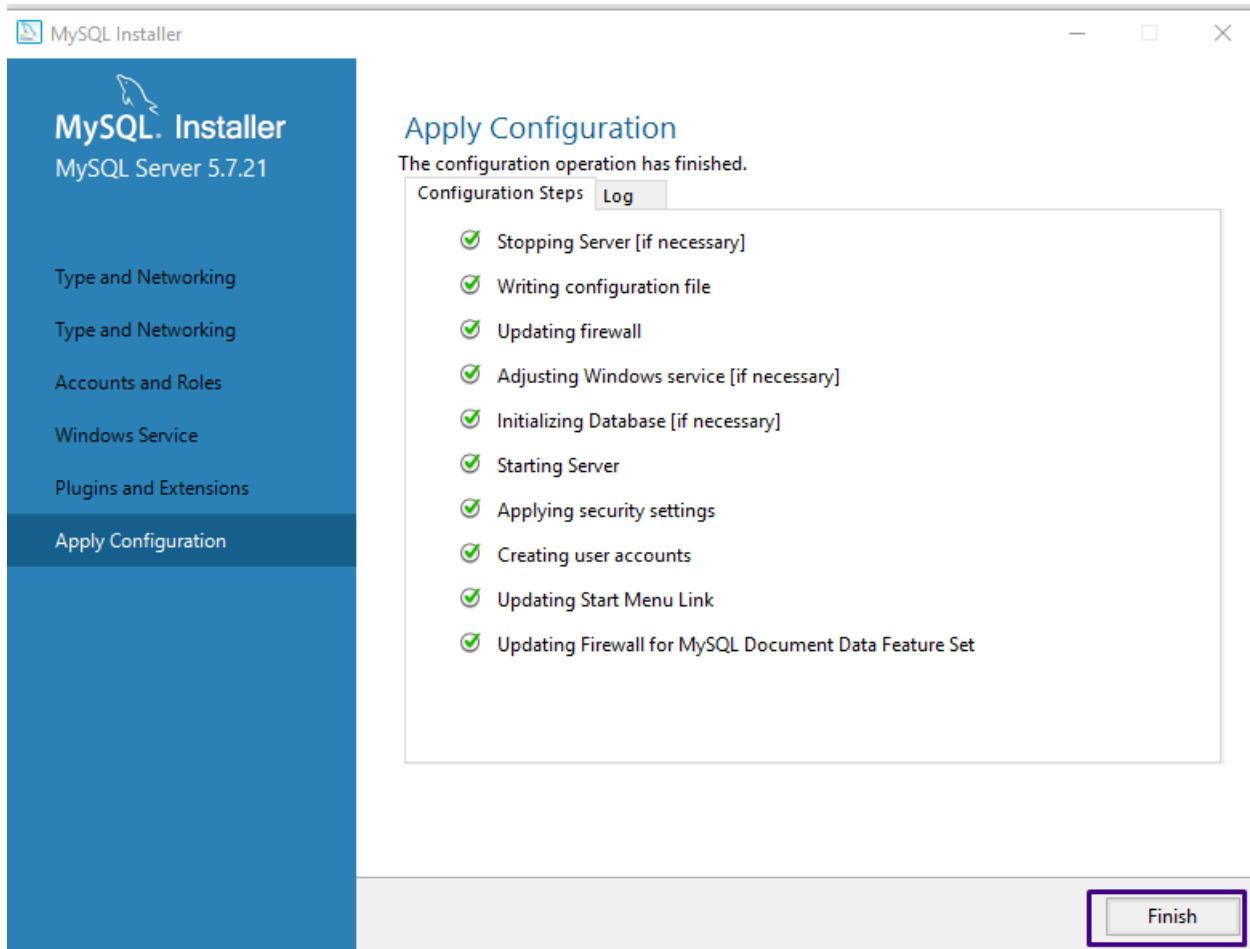 MySQL Installer
MySQL. Installer
MySQL Server 5.7.21
Type and Networking
Type and Networking
Accounts and Roles
Windows Service
Plugins and Extensions
Apply Configuration
Apply Configuration
The configuration operation has finished.
Configuration Steps Log
Stopping Server [if necessary]
Writing configuration file
Updating firewall
Adjusting Windows service [if necessary]
Initializing Database [if necessary]
Starting Server
Applying security settings
Creating user accounts
Updating Start Menu Link
Updating Firewall for MySQL Document Data Feature Set
Finish